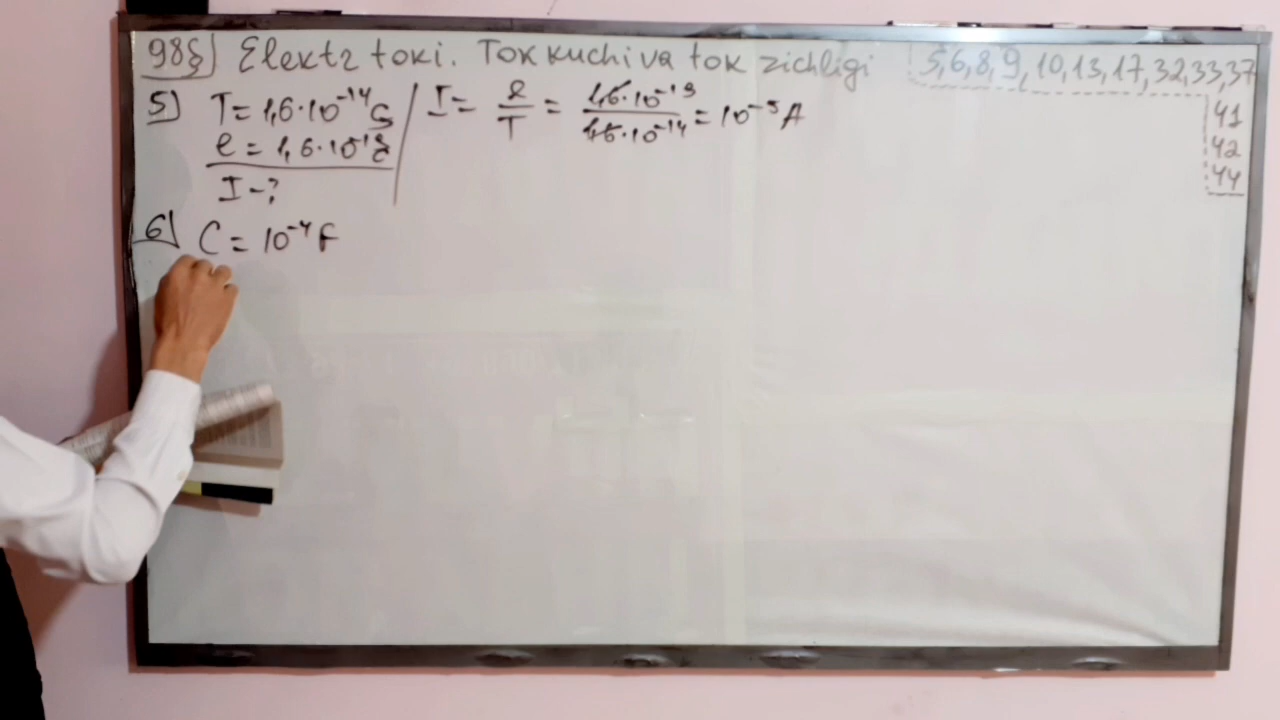 98§ Elektr toki. Tok kuchi va tok zichligi
5,6,8,9,10,13,17,32,33,37
41
42
44
5) T=1,6·10⁻¹⁴ s I = e/T = 1,6·10⁻¹⁹/1,6·10⁻¹⁴ = 10⁻⁵ A
e = 1,6·10⁻¹⁹
I-?
6) C = 10⁻⁴ F